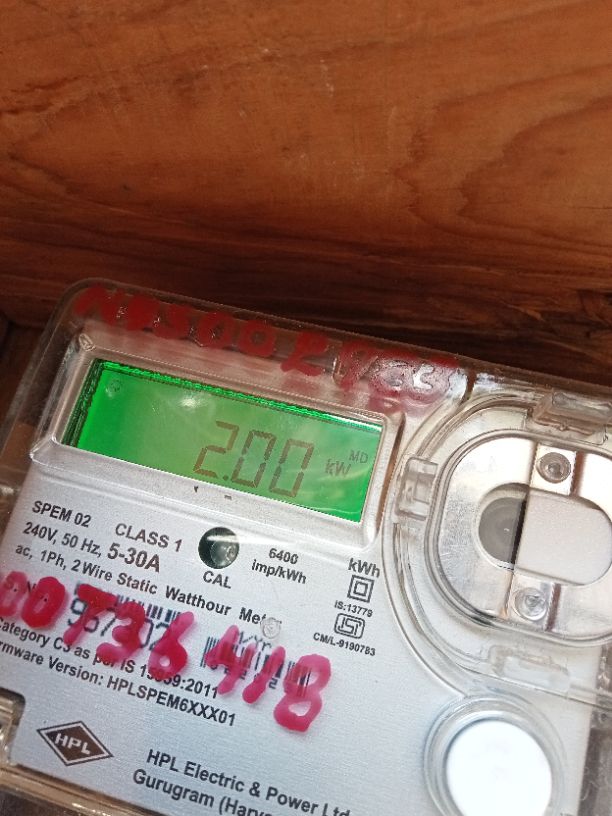 2.00 kW MD
SPEM 02 CLASS 1
240V, 50 Hz, 5-30A
6400
imp/kWh
CAL
kWh
ac, 1Ph, 2 Wire Static Watthour Meter
IS:13779
CM/L-9190783
00736418
Category C3 as per IS 15959:2011
Firmware Version: HPLSPEM6XXX01
HPL
HPL Electric & Power Ltd
Gurugram